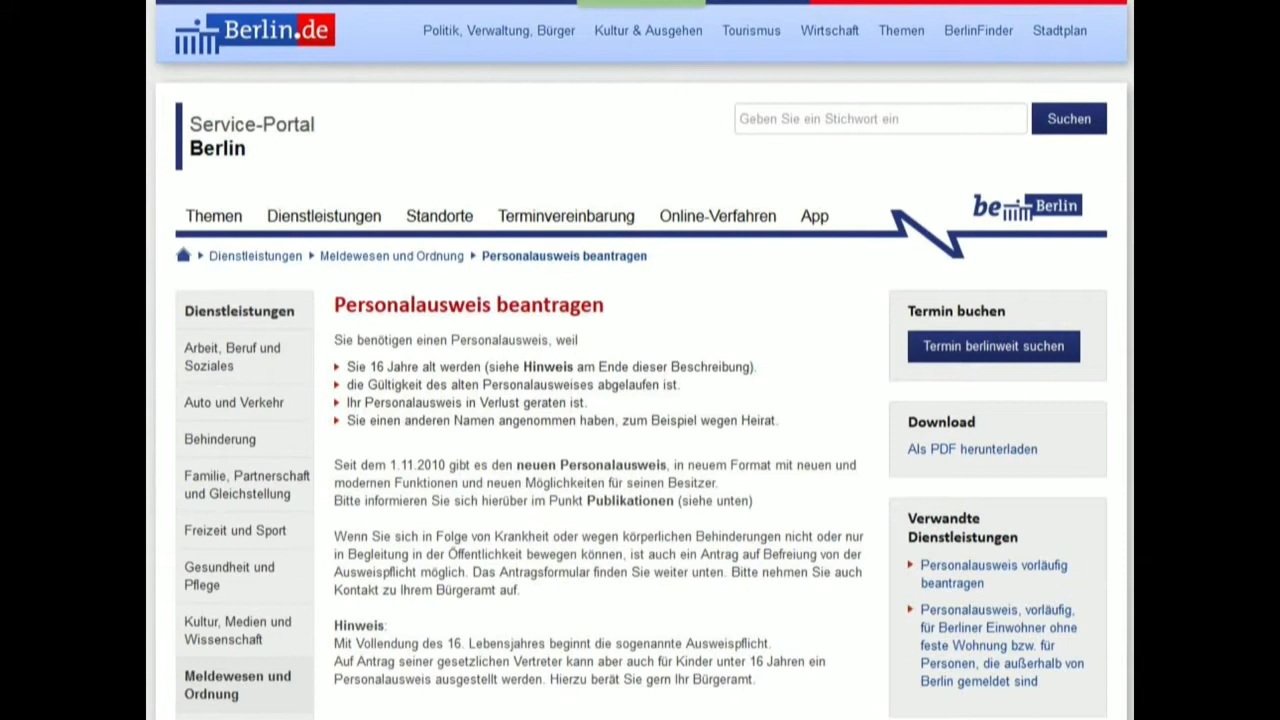 Berlin.de
Politik, Verwaltung, Bürger Kultur & Ausgehen Tourismus Wirtschaft Themen BerlinFinder Stadtplan
Service-Portal
Berlin
Geben Sie ein Stichwort ein
Suchen
be Berlin
Themen Dienstleistungen Standorte Terminvereinbarung Online-Verfahren App
Dienstleistungen Meldewesen und Ordnung Personalausweis beantragen
Dienstleistungen
Arbeit, Beruf und
Soziales
Auto und Verkehr
Behinderung
Familie, Partnerschaft
und Gleichstellung
Freizeit und Sport
Gesundheit und
Pflege
Kultur, Medien und
Wissenschaft
Meldewesen und
Ordnung
Personalausweis beantragen
Sie benötigen einen Personalausweis, weil
Sie 16 Jahre alt werden (siehe Hinweis am Ende dieser Beschreibung).
die Gültigkeit des alten Personalausweises abgelaufen ist.
Ihr Personalausweis in Verlust geraten ist.
Sie einen anderen Namen angenommen haben, zum Beispiel wegen Heirat.
Seit dem 1.11.2010 gibt es den neuen Personalausweis, in neuem Format mit neuen und
modernen Funktionen und neuen Möglichkeiten für seinen Besitzer.
Bitte informieren Sie sich hierüber im Punkt Publikationen (siehe unten)
Wenn Sie sich in Folge von Krankheit oder wegen körperlichen Behinderungen nicht oder nur
in Begleitung in der Öffentlichkeit bewegen können, ist auch ein Antrag auf Befreiung von der
Ausweispflicht möglich. Das Antragsformular finden Sie weiter unten. Bitte nehmen Sie auch
Kontakt zu Ihrem Bürgeramt auf.
Hinweis:
Mit Vollendung des 16. Lebensjahres beginnt die sogenannte Ausweispflicht.
Auf Antrag seiner gesetzlichen Vertreter kann aber auch für Kinder unter 16 Jahren ein
Personalausweis ausgestellt werden. Hierzu berät Sie gern Ihr Bürgeramt.
Termin buchen
Termin berlinweit suchen
Download
Als PDF herunterladen
Verwandte
Dienstleistungen
Personalausweis vorläufig
beantragen
Personalausweis, vorläufig,
für Berliner Einwohner ohne
feste Wohnung bzw. für
Personen, die außerhalb von
Berlin gemeldet sind